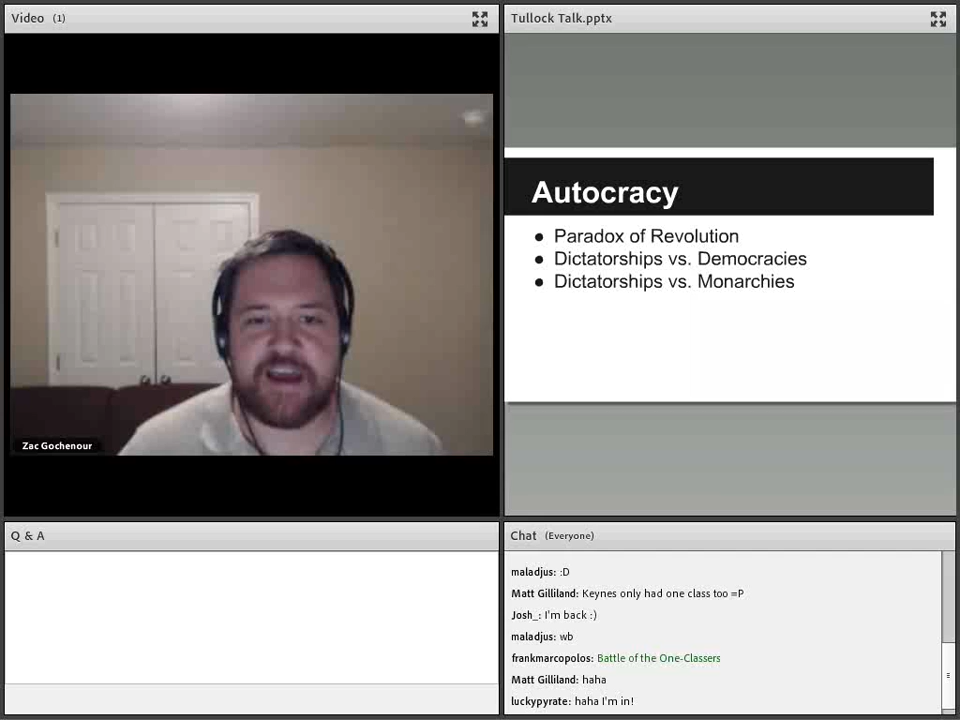 Video (1)
Zac Gochenour
Tullock Talk.pptx
Autocracy
● Paradox of Revolution
● Dictatorships vs. Democracies
● Dictatorships vs. Monarchies
Q & A
Chat (Everyone)
maladjus: :D
Matt Gilliland: Keynes only had one class too =P
Josh_: I'm back :)
maladjus: wb
frankmarcopolos: Battle of the One-Classers
Matt Gilliland: haha
luckypyrate: haha I'm in!